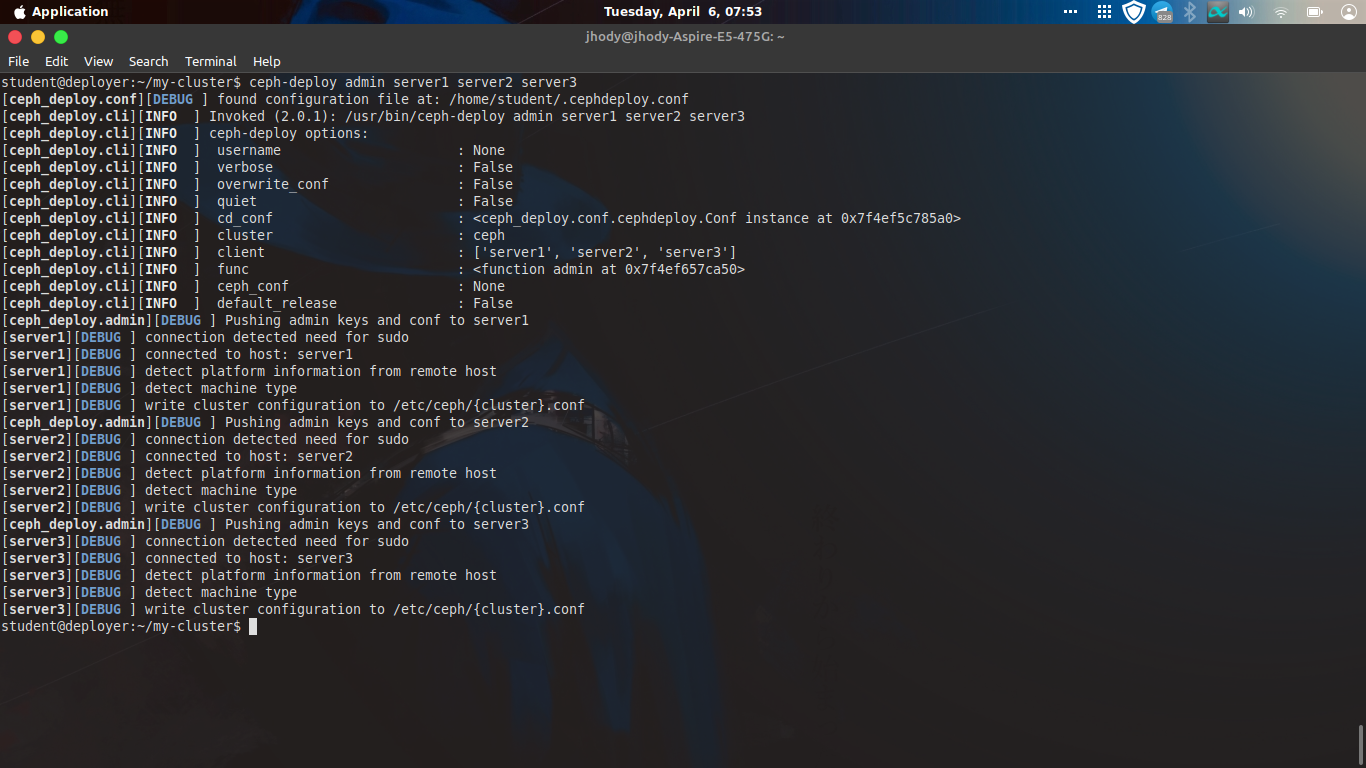 Application
Tuesday, April 6, 07:53
828
jhody@jhody-Aspire-E5-475G: ~
File Edit View Search Terminal Help
student@deployer:~/my-cluster$ ceph-deploy admin server1 server2 server3
[ceph_deploy.conf][DEBUG ] found configuration file at: /home/student/.cephdeploy.conf
[ceph_deploy.cli][INFO  ] Invoked (2.0.1): /usr/bin/ceph-deploy admin server1 server2 server3
[ceph_deploy.cli][INFO  ] ceph-deploy options:
[ceph_deploy.cli][INFO  ]  username                      : None
[ceph_deploy.cli][INFO  ]  verbose                       : False
[ceph_deploy.cli][INFO  ]  overwrite_conf                : False
[ceph_deploy.cli][INFO  ]  quiet                         : False
[ceph_deploy.cli][INFO  ]  cd_conf                       : <ceph_deploy.conf.cephdeploy.Conf instance at 0x7f4ef5c785a0>
[ceph_deploy.cli][INFO  ]  cluster                       : ceph
[ceph_deploy.cli][INFO  ]  client                        : ['server1', 'server2', 'server3']
[ceph_deploy.cli][INFO  ]  func                          : <function admin at 0x7f4ef657ca50>
[ceph_deploy.cli][INFO  ]  ceph_conf                     : None
[ceph_deploy.cli][INFO  ]  default_release               : False
[ceph_deploy.admin][DEBUG ] Pushing admin keys and conf to server1
[server1][DEBUG ] connection detected need for sudo
[server1][DEBUG ] connected to host: server1
[server1][DEBUG ] detect platform information from remote host
[server1][DEBUG ] detect machine type
[server1][DEBUG ] write cluster configuration to /etc/ceph/{cluster}.conf
[ceph_deploy.admin][DEBUG ] Pushing admin keys and conf to server2
[server2][DEBUG ] connection detected need for sudo
[server2][DEBUG ] connected to host: server2
[server2][DEBUG ] detect platform information from remote host
[server2][DEBUG ] detect machine type
[server2][DEBUG ] write cluster configuration to /etc/ceph/{cluster}.conf
[ceph_deploy.admin][DEBUG ] Pushing admin keys and conf to server3
[server3][DEBUG ] connection detected need for sudo
[server3][DEBUG ] connected to host: server3
[server3][DEBUG ] detect platform information from remote host
[server3][DEBUG ] detect machine type
[server3][DEBUG ] write cluster configuration to /etc/ceph/{cluster}.conf
student@deployer:~/my-cluster$